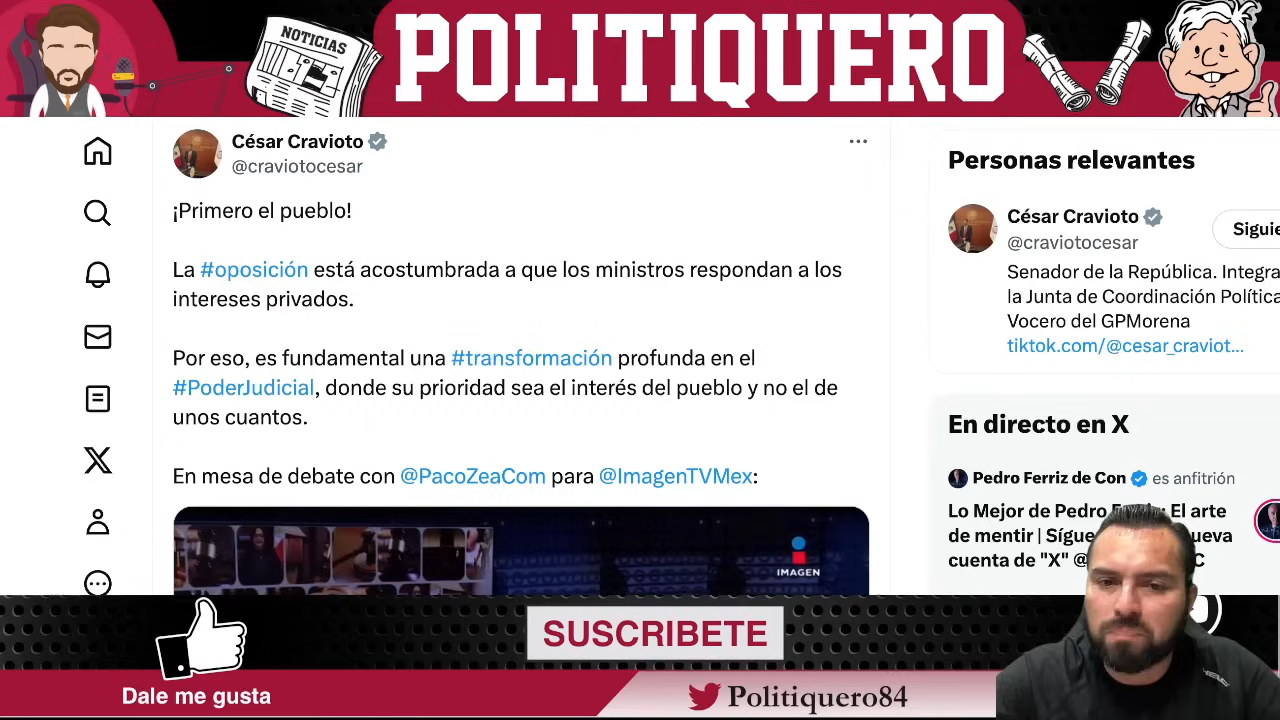 NOTICIAS
POLITIQUERO
César Cravioto
@craviotocesar
¡Primero el pueblo!
La #oposición está acostumbrada a que los ministros respondan a los
intereses privados.
Por eso, es fundamental una #transformación profunda en el
#PoderJudicial, donde su prioridad sea el interés del pueblo y no el de
unos cuantos.
En mesa de debate con @PacoZeaCom para @ImagenTVMex:
IMAGEN
Personas relevantes
César Cravioto
@craviotocesar
Siguie
Senador de la República. Integra
la Junta de Coordinación Política
Vocero del GPMorena
tiktok.com/@cesar_craviot...
En directo en X
Pedro Ferriz de Con es anfitrión
Lo Mejor de Pedro El arte
de mentir | Sígue ueva
cuenta de "X" @ C
SUSCRIBETE
Dale me gusta
Politiquero84